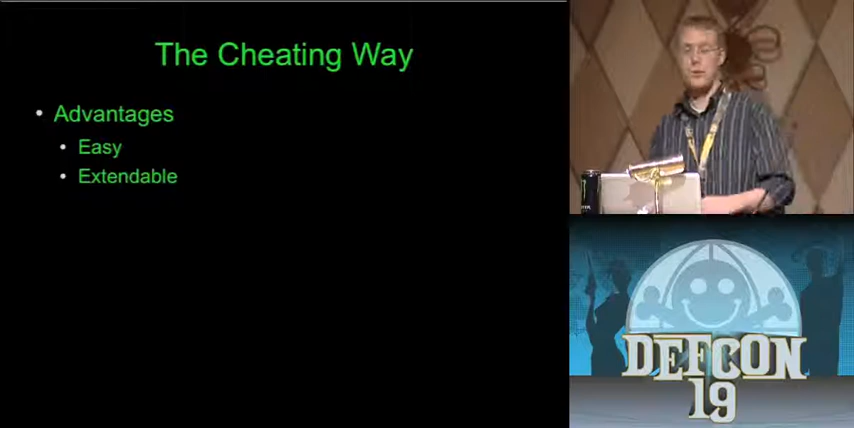 The Cheating Way
Advantages
Easy
Extendable
DEFCON
19